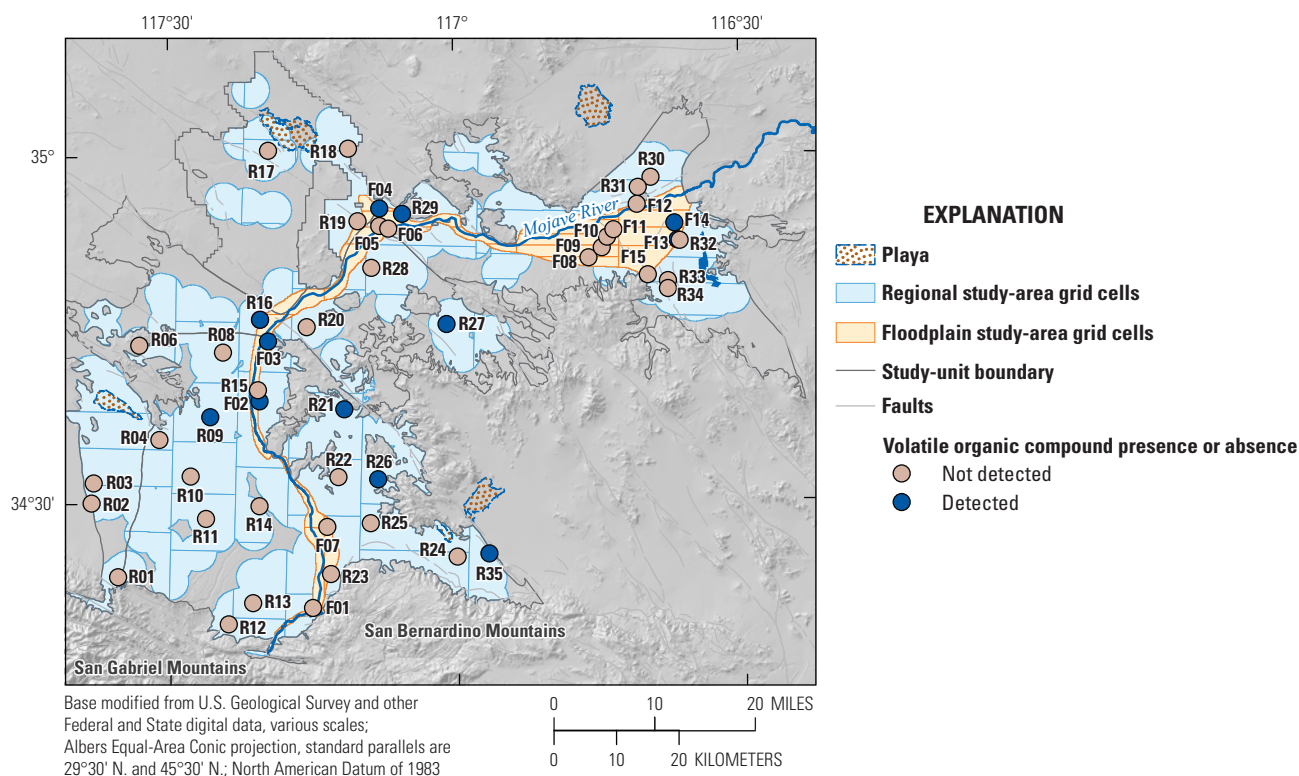 117°30'
117°
116°30'
35°
34°30'
R17
R18
R30
R31
F04
R29
R19
Mojave River
F12
F14
F05
F06
F10
F11
F09
F13
R32
F08
F15
R28
R33
R34
R16
R20
R27
R06
R08
F03
R15
F02
R21
R09
R04
R22
R26
R03
R10
R02
R14
R25
R11
F07
R24
R35
R01
R23
R13
F01
R12
San Bernardino Mountains
San Gabriel Mountains
EXPLANATION
Playa
Regional study-area grid cells
Floodplain study-area grid cells
Study-unit boundary
Faults
Volatile organic compound presence or absence
Not detected
Detected
Base modified from U.S. Geological Survey and other
Federal and State digital data, various scales;
Albers Equal-Area Conic projection, standard parallels are
29°30' N. and 45°30' N.; North American Datum of 1983
0 10 20 MILES
0 10 20 KILOMETERS